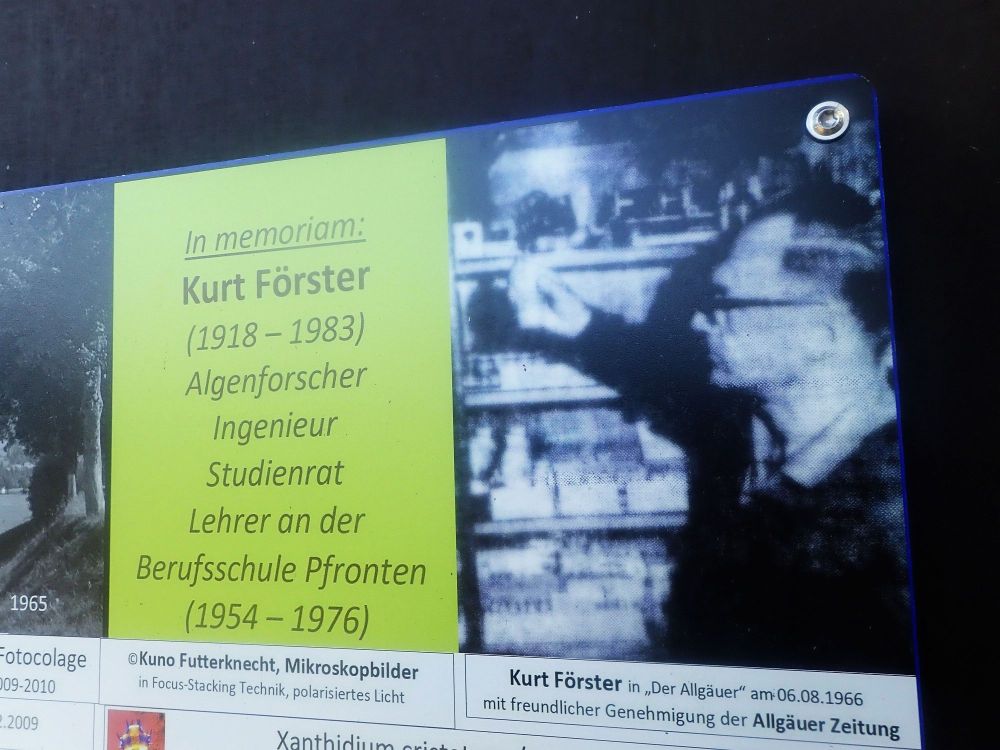 In memoriam:
Kurt Förster
(1918 – 1983)
Algenforscher
Ingenieur
Studienrat
Lehrer an der
Berufsschule Pfronten
(1954 – 1976)
1965
Fotocolage
009-2010
2.2009
©Kuno Futterknecht, Mikroskopbilder
in Focus-Stacking Technik, polarisiertes Licht
Kurt Förster in „Der Allgäuer“ am 06.08.1966
mit freundlicher Genehmigung der Allgäuer Zeitung
Xanthidium